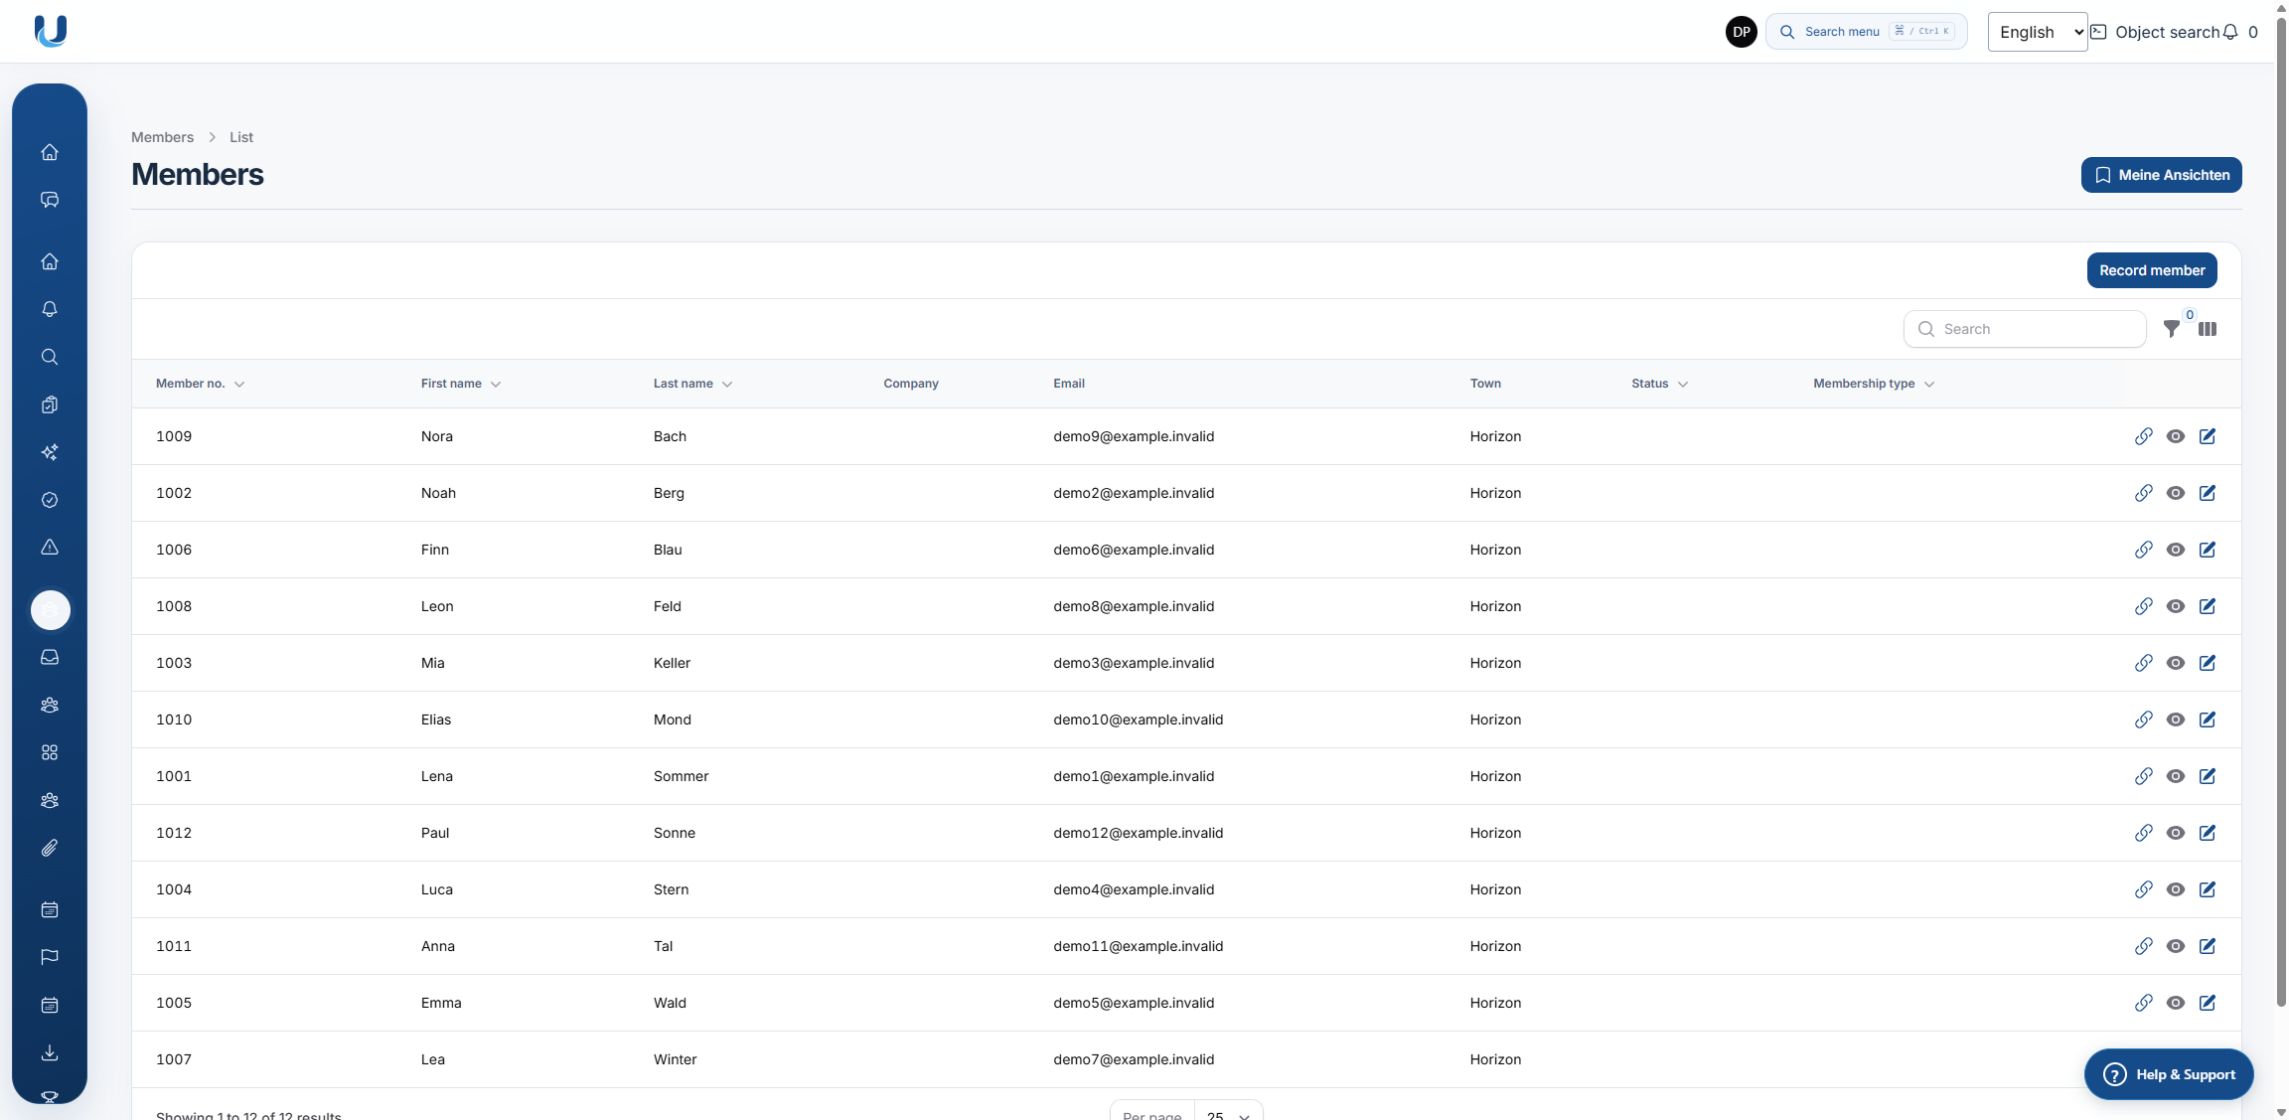 DP Search menu ⌘ / Ctrl K English Object search 0
Members > List
Members
Meine Ansichten
Record member
Search 0
Member no. First name Last name Company Email Town Status Membership type
1009 Nora Bach demo9@example.invalid Horizon
1002 Noah Berg demo2@example.invalid Horizon
1006 Finn Blau demo6@example.invalid Horizon
1008 Leon Feld demo8@example.invalid Horizon
1003 Mia Keller demo3@example.invalid Horizon
1010 Elias Mond demo10@example.invalid Horizon
1001 Lena Sommer demo1@example.invalid Horizon
1012 Paul Sonne demo12@example.invalid Horizon
1004 Luca Stern demo4@example.invalid Horizon
1011 Anna Tal demo11@example.invalid Horizon
1005 Emma Wald demo5@example.invalid Horizon
1007 Lea Winter demo7@example.invalid Horizon
Help & Support
Showing 1 to 12 of 12 results Per page 25